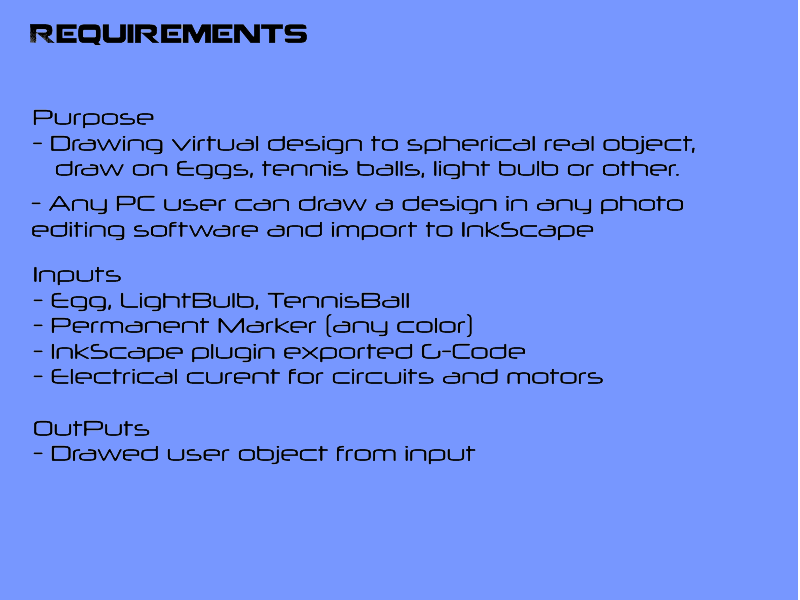 REQUIREMENTS
Purpose
- Drawing virtual design to spherical real object,
draw on Eggs, tennis balls, light bulb or other.
- Any PC user can draw a design in any photo
editing software and import to InkScape
Inputs
- Egg, LightBulb, TennisBall
- Permanent Marker (any color)
- InkScape plugin exported G-Code
- Electrical curent for circuits and motors
OutPuts
- Drawed user object from input